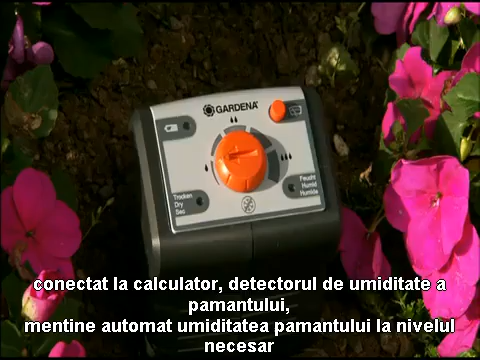 GARDENA
Trocken
Dry
Sec
Feucht
Humid
Humide
conectat la calculator, detectorul de umiditate a
pamantului,
mentine automat umiditatea pamantului la nivelul
necesar